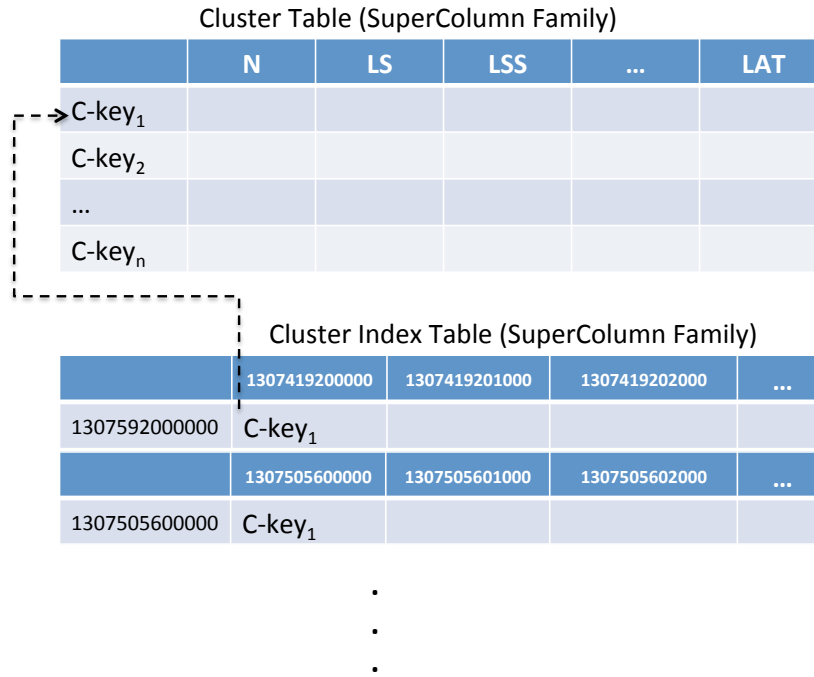 Cluster Table (SuperColumn Family)
N LS LSS ... LAT
C-key₁
C-key₂
...
C-keyₙ
Cluster Index Table (SuperColumn Family)
1307419200000 1307419201000 1307419202000 ...
1307592000000 C-key₁
1307505600000 1307505601000 1307505602000 ...
1307505600000 C-key₁
.
.
.